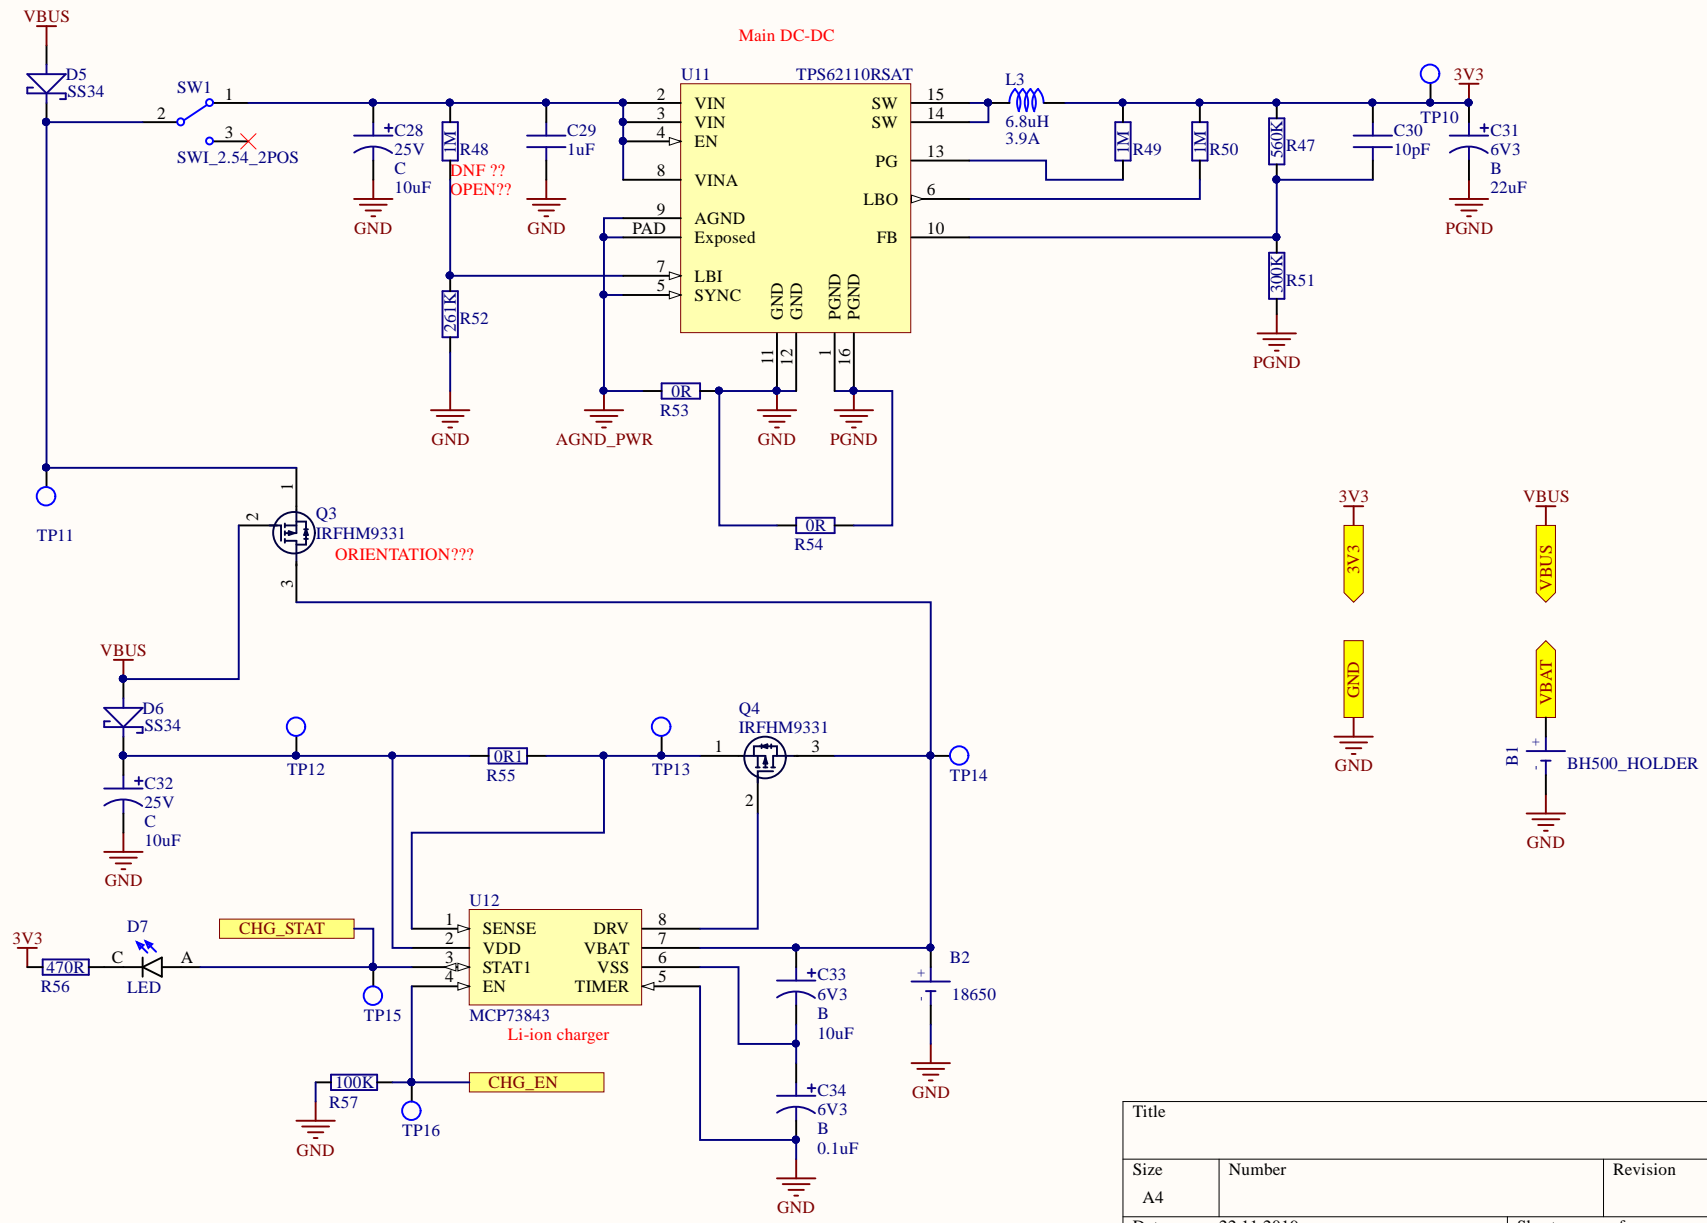 VBUS
D5
SS34
SW1
1
2
3
SWI_2.54_2POS
C28
25V
C
10uF
GND
1M
R48
DNF ??
OPEN??
C29
1uF
GND
261K
R52
GND
Main DC-DC
U11
TPS62110RSAT
2
VIN
3
VIN
4
EN
8
VINA
9
AGND
PAD
Exposed
7
LBI
5
SYNC
SW
15
SW
14
PG
13
LBO
6
FB
10
GND
GND
PGND
PGND
11
12
1
16
0R
R53
AGND_PWR
GND
PGND
0R
R54
L3
6.8uH
3.9A
1M
R49
1M
R50
560K
R47
C30
10pF
TP10
3V3
C31
6V3
B
22uF
PGND
300K
R51
PGND
TP11
1
2
3
Q3
IRFHM9331
ORIENTATION???
3V3
3V3
GND
GND
VBUS
VBUS
VBAT
B1
+
-
BH500_HOLDER
GND
VBUS
D6
SS34
C32
25V
C
10uF
GND
TP12
0R1
R55
TP13
Q4
IRFHM9331
1
3
2
TP14
U12
1
SENSE
2
VDD
3
STAT1
4
EN
DRV
8
VBAT
7
VSS
6
TIMER
5
MCP73843
Li-ion charger
CHG_STAT
3V3
470R
R56
D7
C
A
LED
TP15
100K
R57
GND
CHG_EN
TP16
C33
6V3
B
10uF
C34
6V3
B
0.1uF
GND
B2
+
-
18650
GND
Title
Size
A4
Number
Revision